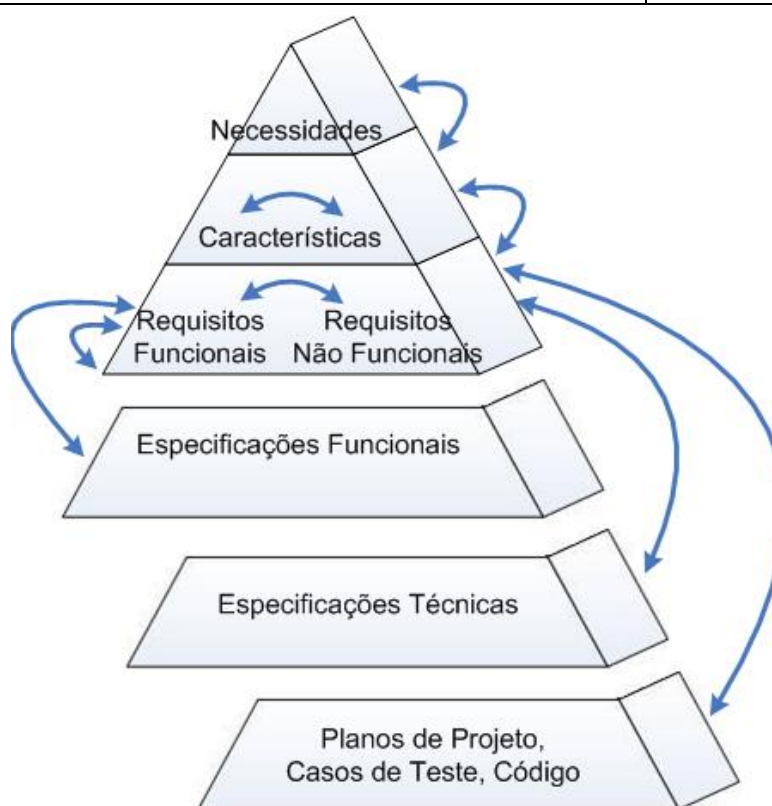 Necessidades
Características
Requisitos Funcionais
Requisitos Não Funcionais
Especificações Funcionais
Especificações Técnicas
Planos de Projeto,
Casos de Teste, Código